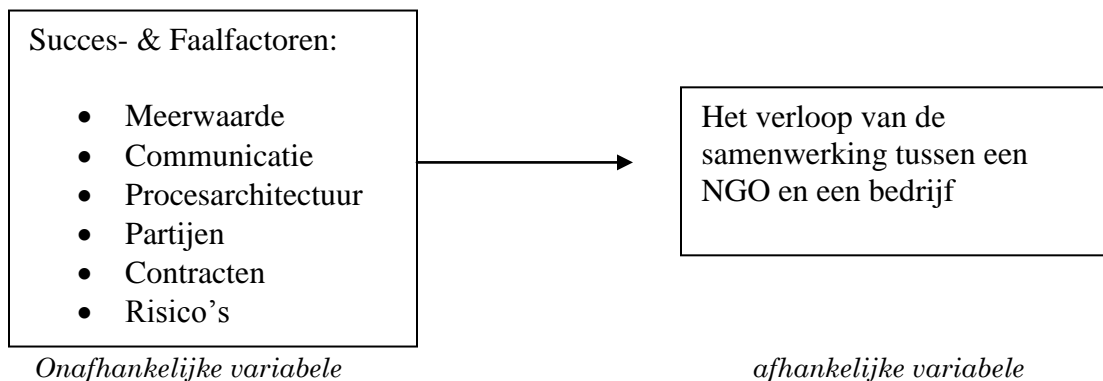 Succes- & Faalfactoren:
• Meerwaarde
• Communicatie
• Procesarchitectuur
• Partijen
• Contracten
• Risico’s
Onafhankelijke variabele
Het verloop van de
samenwerking tussen een
NGO en een bedrijf
afhankelijke variabele